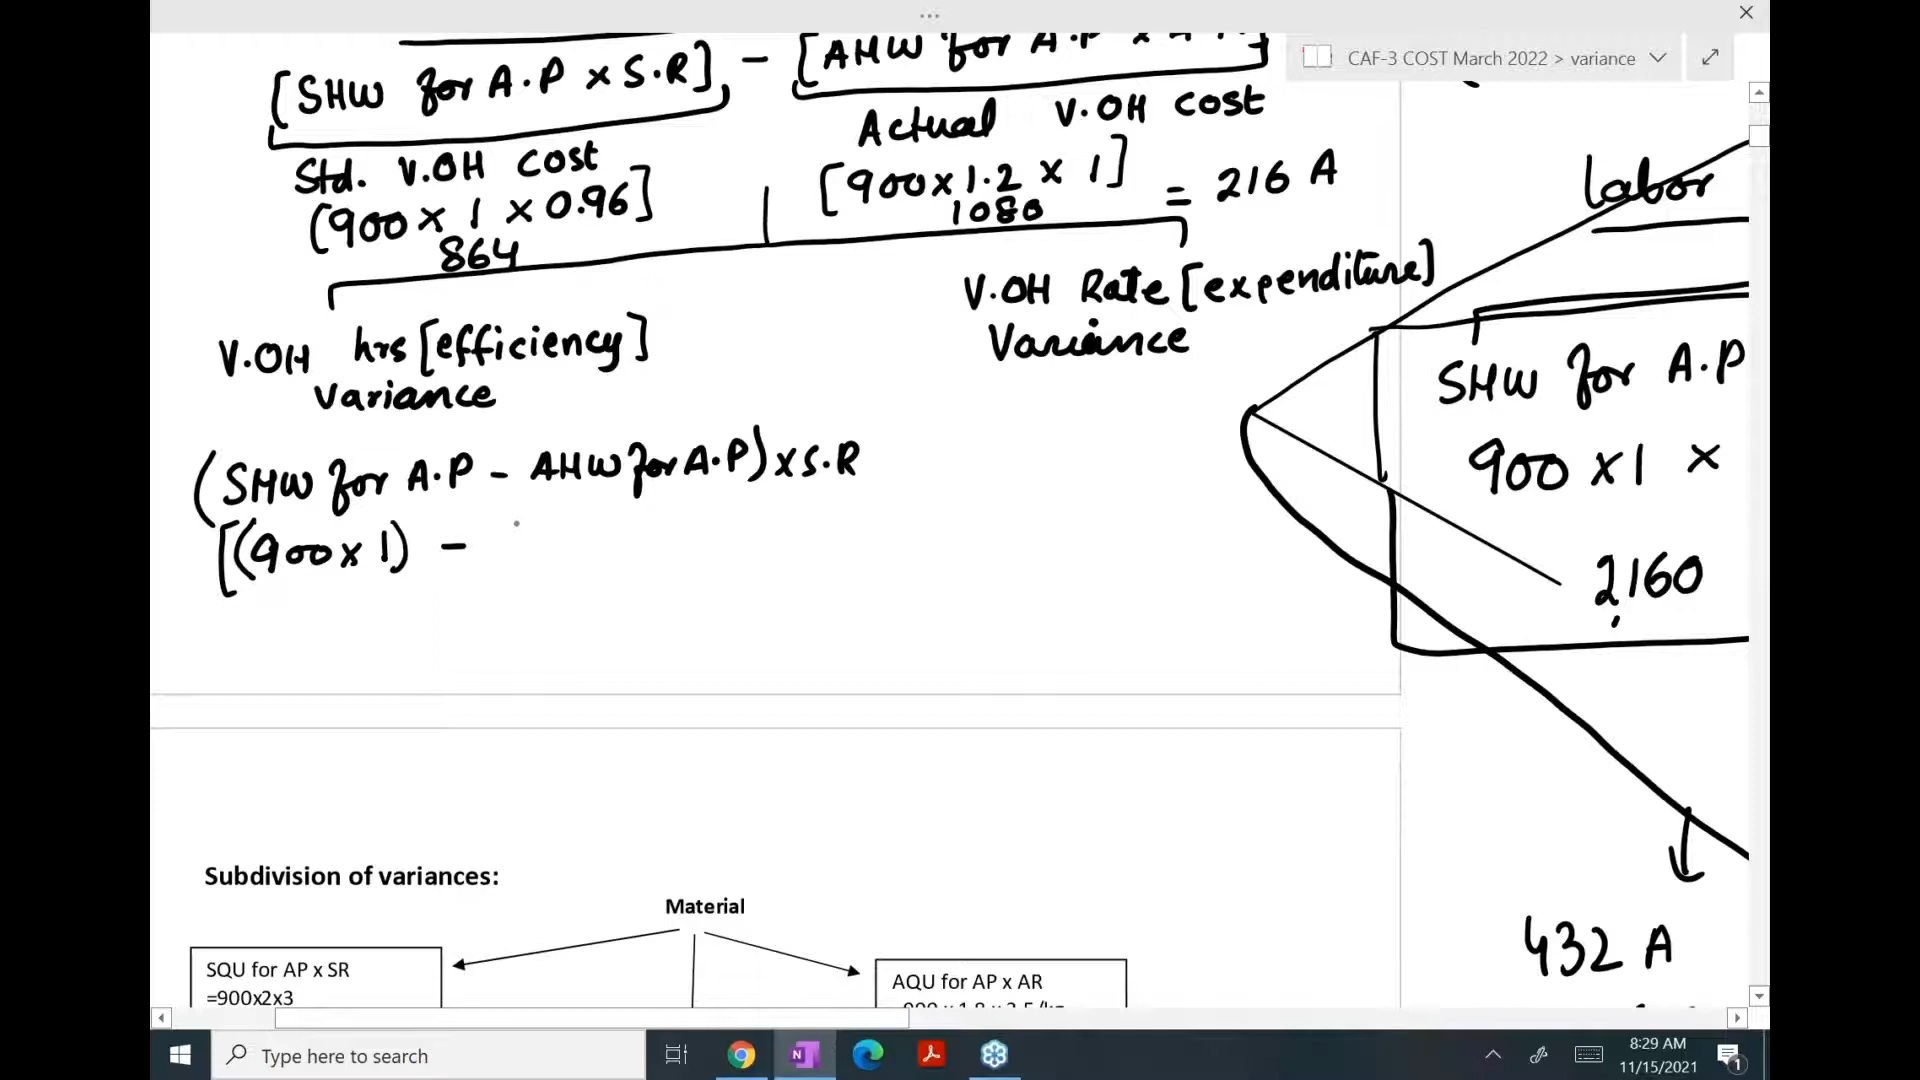 CAF-3 COST March 2022 > variance
[SHW for A.P x S.R] - [AHW for A.P x A.R]
Std. V.OH Cost
Actual V.OH Cost
(900 x 1 x 0.96]
864
[900x1.2 x 1]
1080
= 216 A
V.OH hrs [efficiency]
Variance
V.OH Rate [expenditure]
Variance
(SHW for A.P - AHW for A.P) x S.R
[(900 x 1) -
labor
SHW for A.P
900 x1 x
2160
432 A
Subdivision of variances:
Material
SQU for AP x SR
=900x2x3
AQU for AP x AR
Type here to search
8:29 AM
11/15/2021
1